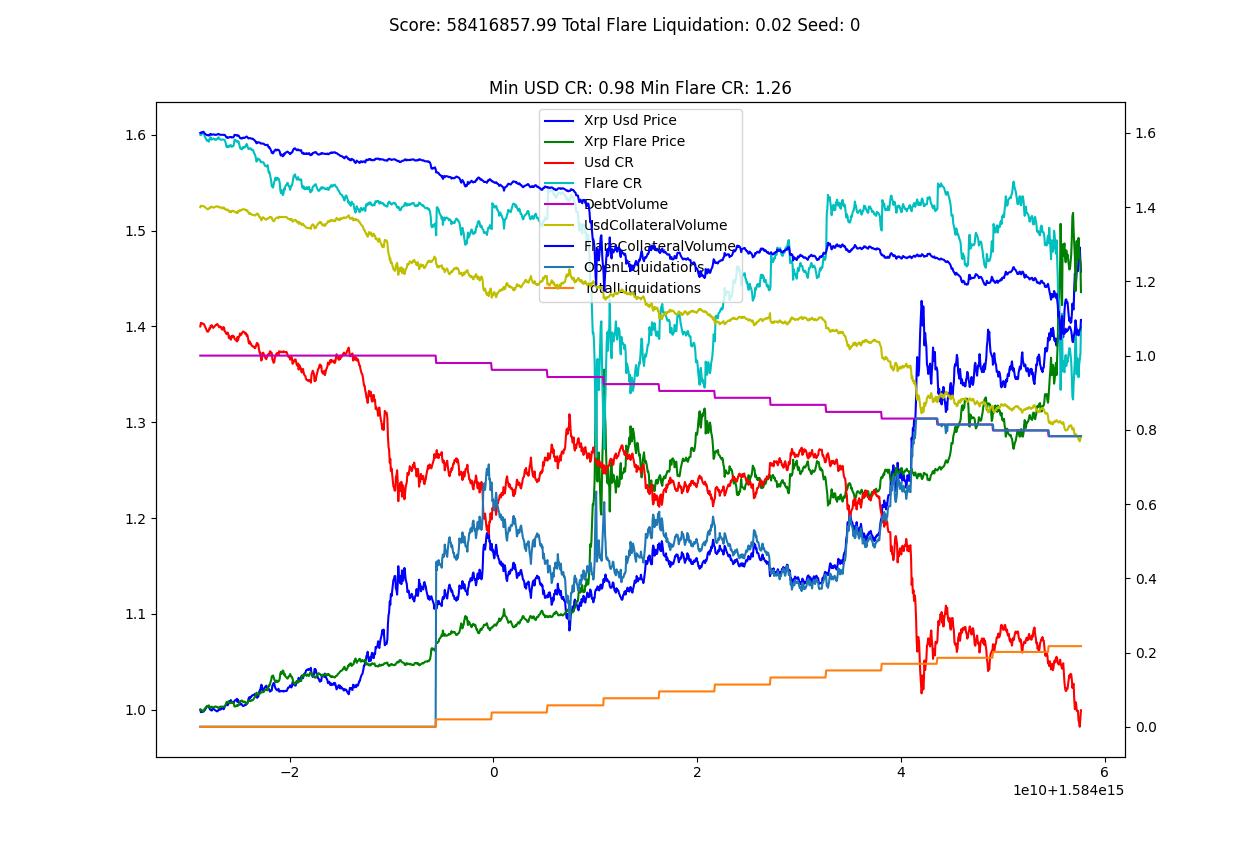 Score: 58416857.99 Total Flare Liquidation: 0.02 Seed: 0
Min USD CR: 0.98 Min Flare CR: 1.26
Xrp Usd Price
Xrp Flare Price
Usd CR
Flare CR
DebtVolume
UsdCollateralVolume
FlareCollateralVolume
OpenLiquidations
TotalLiquidations
1.6
1.5
1.4
1.3
1.2
1.1
1.0
1.6
1.4
1.2
1.0
0.8
0.6
0.4
0.2
0.0
−2
0
2
4
6
1e10+1.584e15